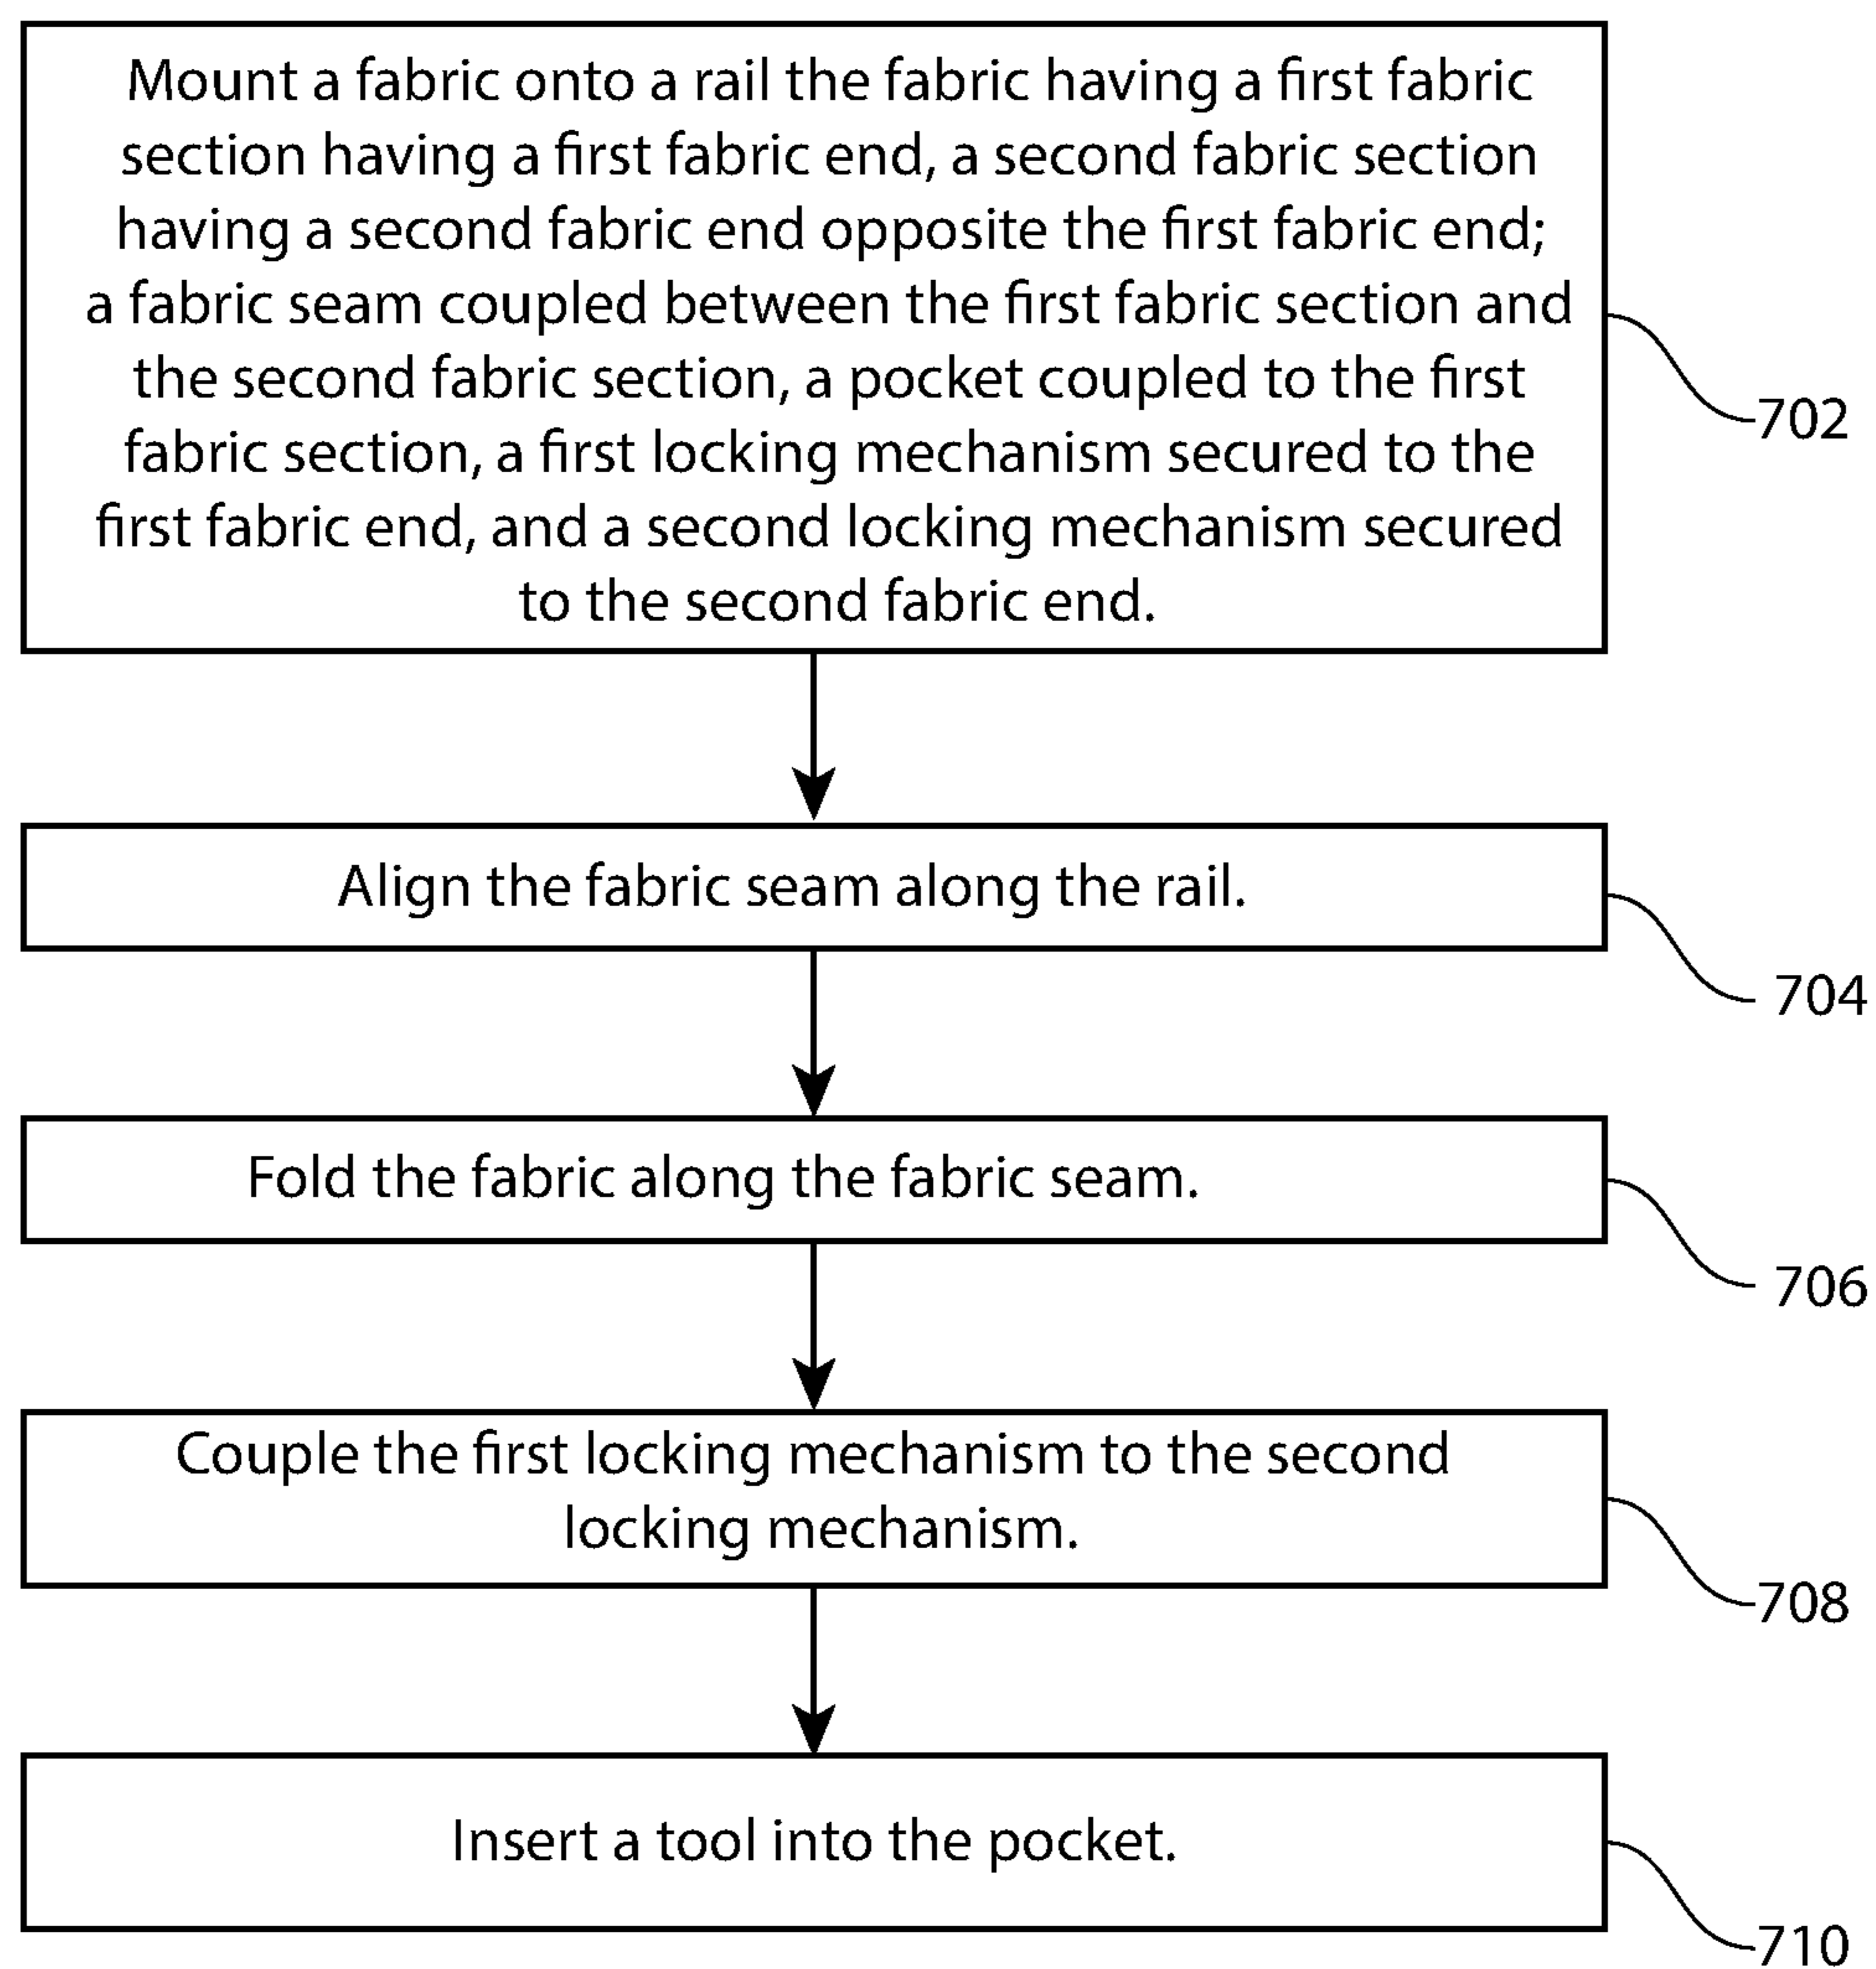 Mount a fabric onto a rail the fabric having a first fabric
section having a first fabric end, a second fabric section
having a second fabric end opposite the first fabric end;
a fabric seam coupled between the first fabric section and
the second fabric section, a pocket coupled to the first
fabric section, a first locking mechanism secured to the
first fabric end, and a second locking mechanism secured
to the second fabric end.
702
Align the fabric seam along the rail.
704
Fold the fabric along the fabric seam.
706
Couple the first locking mechanism to the second
locking mechanism.
708
Insert a tool into the pocket.
710